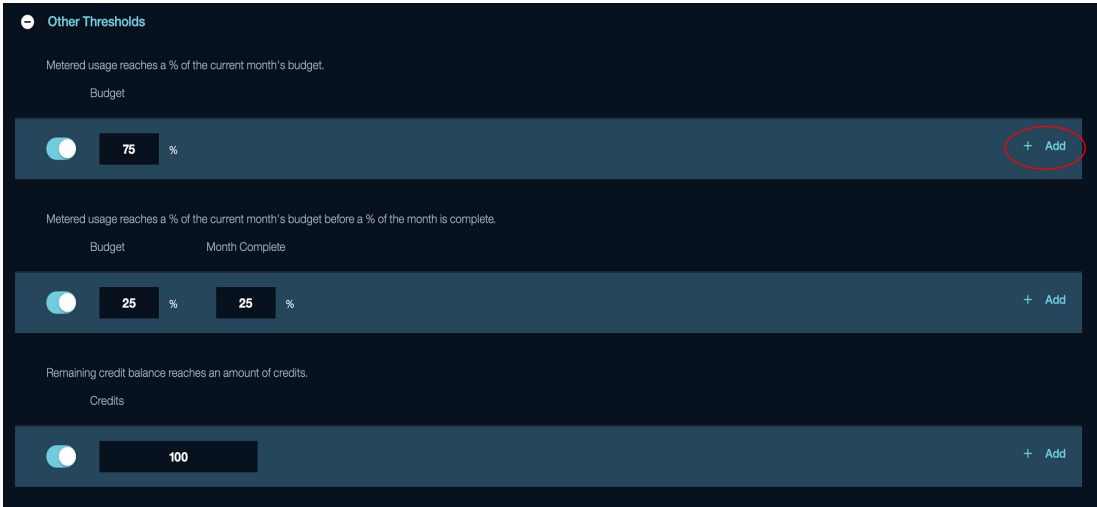 Other Thresholds
Metered usage reaches a % of the current month's budget.
Budget
75 % + Add
Metered usage reaches a % of the current month's budget before a % of the month is complete.
Budget Month Complete
25 % 25 % + Add
Remaining credit balance reaches an amount of credits.
Credits
100 + Add